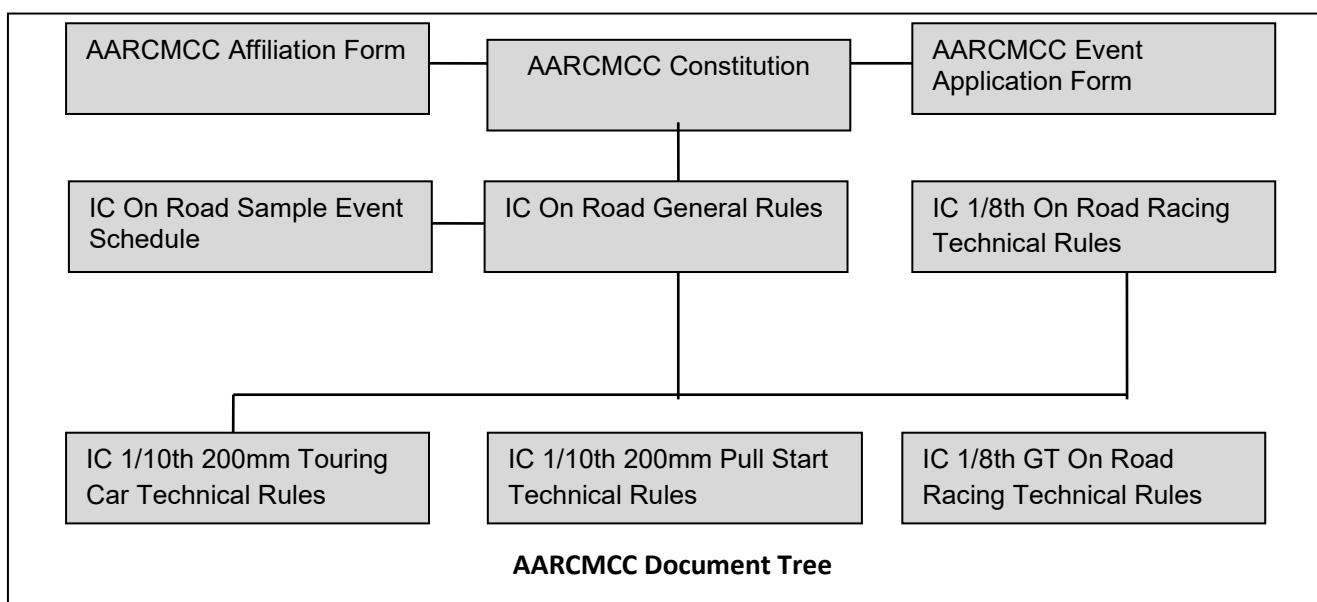 AARCMCC Affiliation Form
AARCMCC Constitution
AARCMCC Event
Application Form
IC On Road Sample Event
Schedule
IC On Road General Rules
IC 1/8th On Road Racing
Technical Rules
IC 1/10th 200mm Touring
Car Technical Rules
IC 1/10th 200mm Pull Start
Technical Rules
IC 1/8th GT On Road
Racing Technical Rules
AARCMCC Document Tree